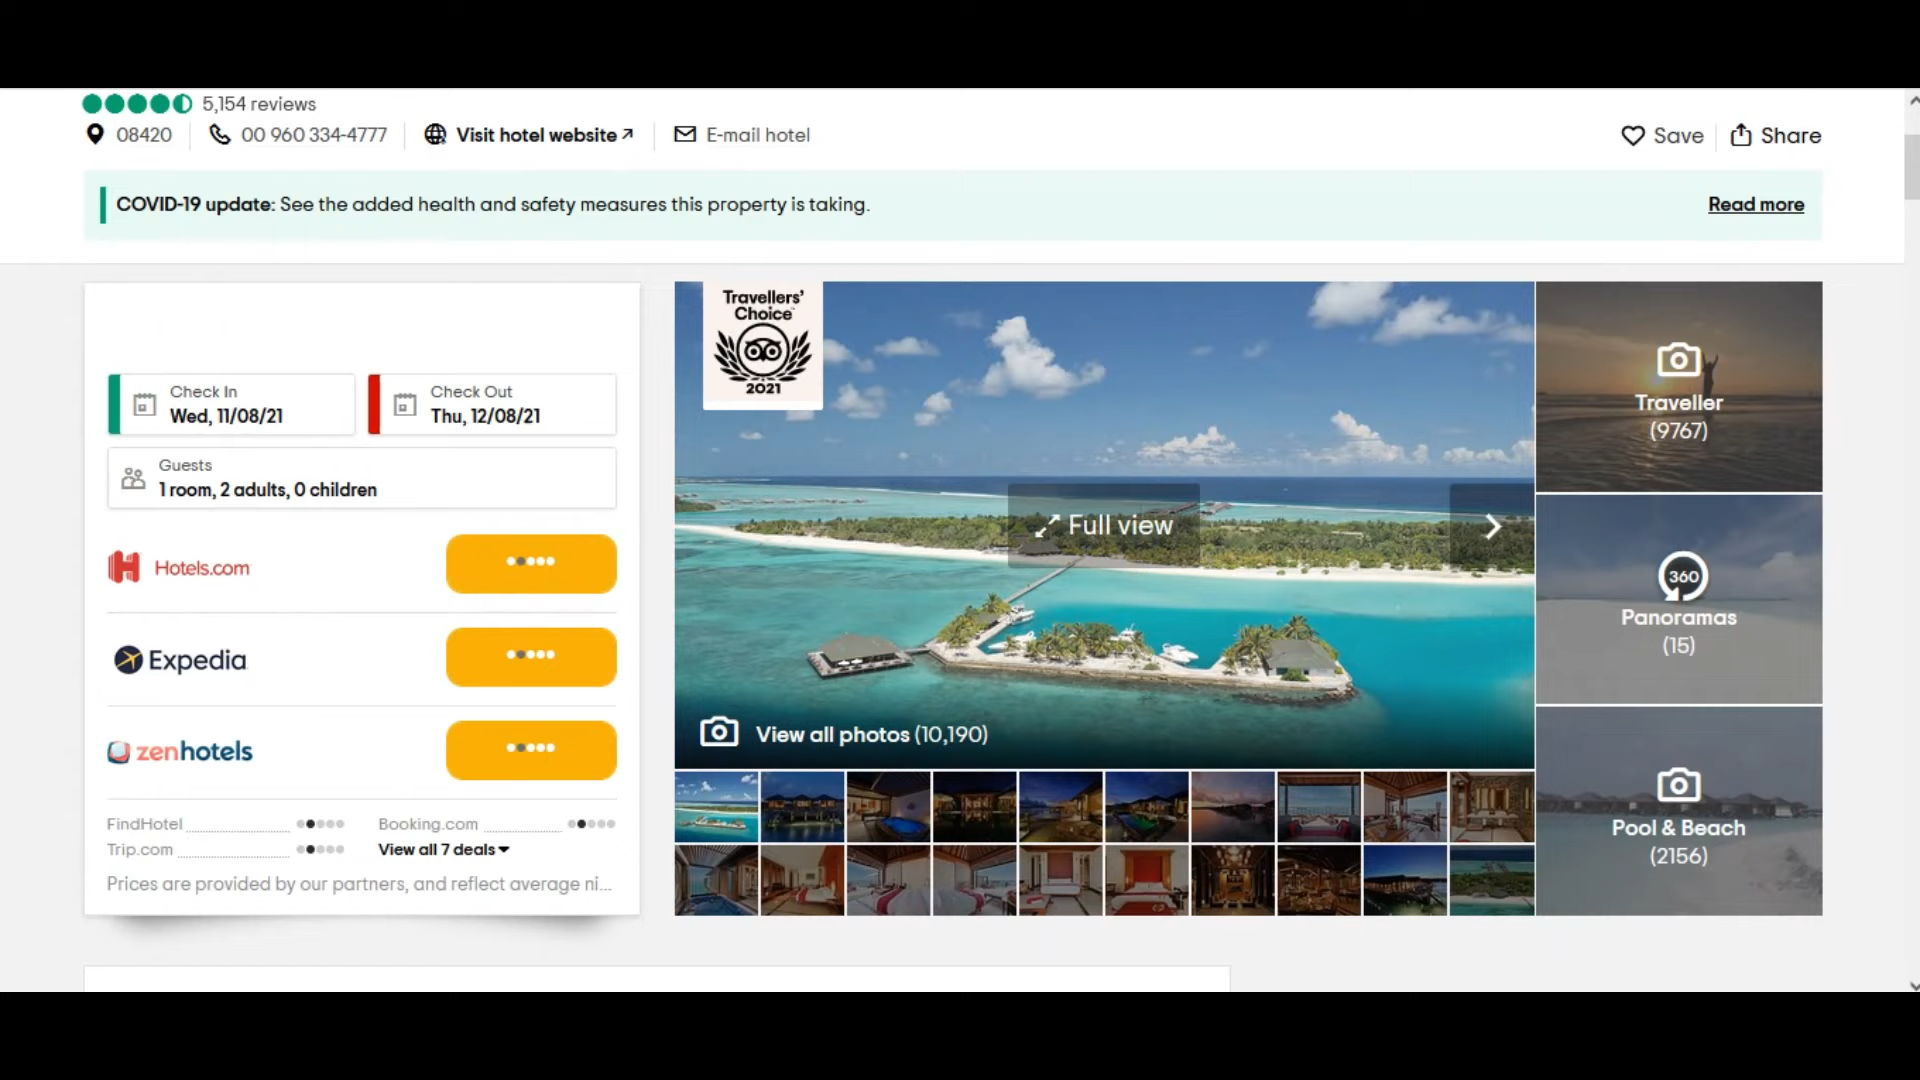 5,154 reviews
08420
00 960 334-4777
Visit hotel website
E-mail hotel
Save
Share
COVID-19 update: See the added health and safety measures this property is taking.
Read more
Check In
Wed, 11/08/21
Check Out
Thu, 12/08/21
Guests
1 room, 2 adults, 0 children
Hotels.com
Expedia
zenhotels
FindHotel
Booking.com
Trip.com
View all 7 deals
Prices are provided by our partners, and reflect average ni...
Travellers'
Choice
2021
Full view
View all photos (10,190)
Traveller
(9767)
360
Panoramas
(15)
Pool & Beach
(2156)